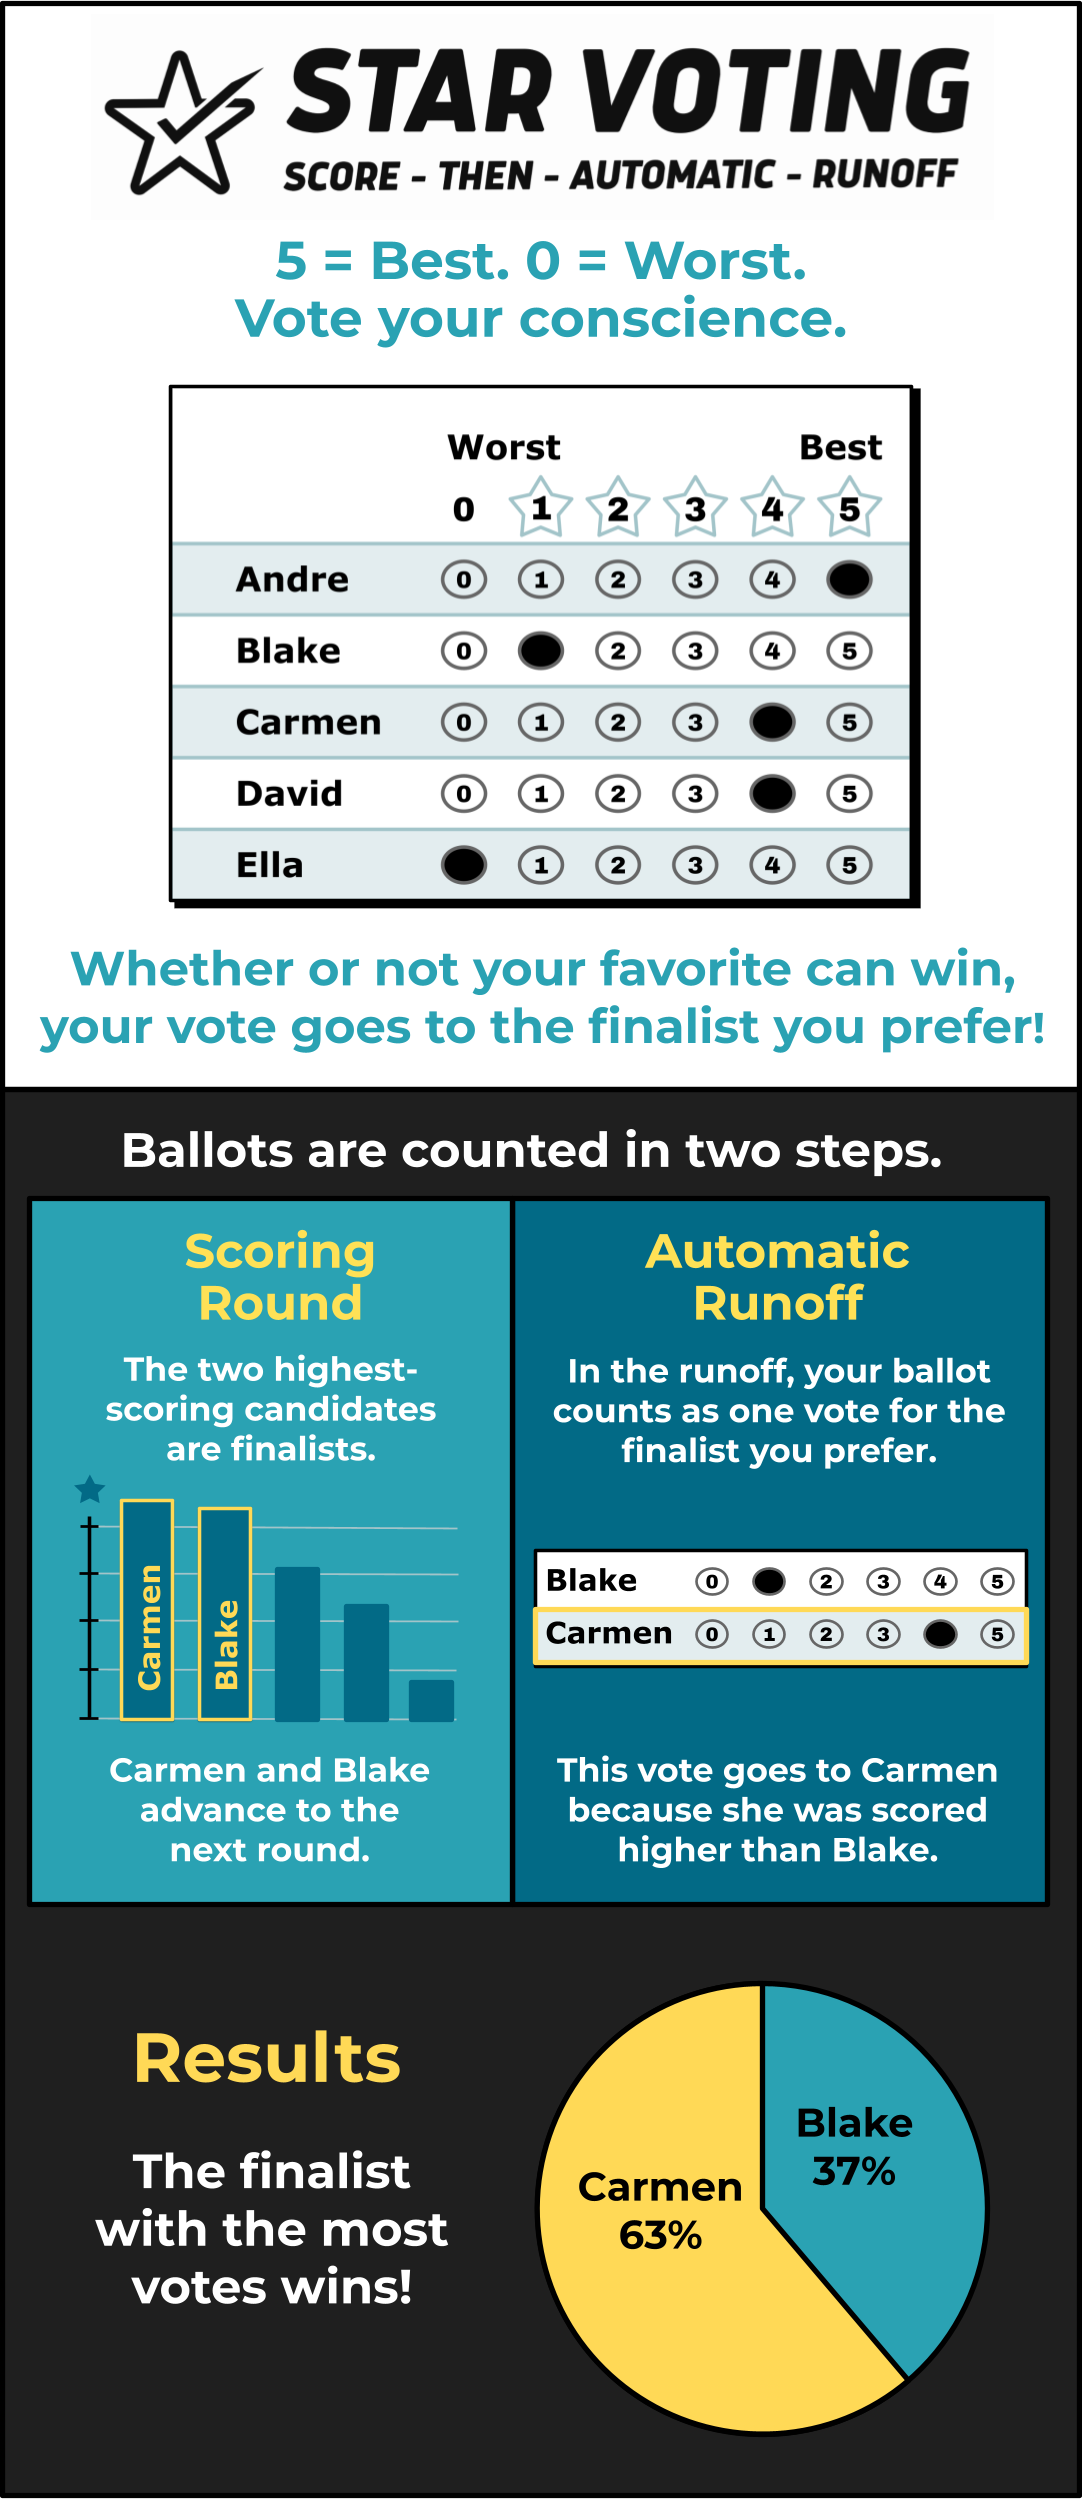 STAR VOTING
SCORE - THEN - AUTOMATIC - RUNOFF
5 = Best. 0 = Worst.
Vote your conscience.
Worst Best
0 1 2 3 4 5
Andre 0 1 2 3 4
Blake 0 2 3 4 5
Carmen 0 1 2 3 5
David 0 1 2 3 5
Ella 1 2 3 4 5
Whether or not your favorite can win,
your vote goes to the finalist you prefer!
Ballots are counted in two steps.
Scoring
Round
The two highest-
scoring candidates
are finalists.
Carmen
Blake
Carmen and Blake
advance to the
next round.
Automatic
Runoff
In the runoff, your ballot
counts as one vote for the
finalist you prefer.
Blake 0 2 3 4 5
Carmen 0 1 2 3 5
This vote goes to Carmen
because she was scored
higher than Blake.
Results
The finalist
with the most
votes wins!
Blake
37%
Carmen
63%